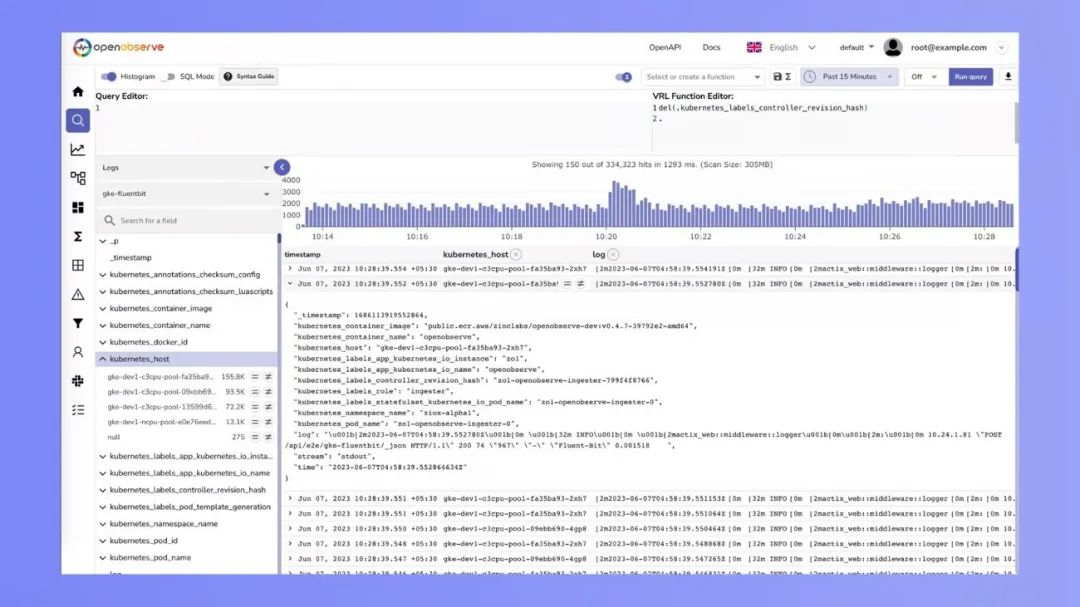 openobserve
OpenAPI Docs English default root@example.com
Histogram SQL Mode Syntax Guide Select or create a function Past 15 Minutes Off Run query
Query Editor: VRL Function Editor:
1 1 del(.kubernetes_labels_controller_revision_hash)
2 .
Logs
gke-fluentbit
Search for a field
_p
_timestamp
kubernetes_annotations_checksum_config
kubernetes_annotations_checksum_luascripts
kubernetes_container_image
kubernetes_container_name
kubernetes_docker_id
kubernetes_host
gke-dev1-c3cpu-pool-fa35ba9... 155.8K
gke-dev1-c3cpu-pool-09ebb69... 93.5K
gke-dev1-c3cpu-pool-13599d6... 72.2K
gke-dev1-ncpu-pool-e0e76eed... 13.1K
null 275
kubernetes_labels_app_kubernetes_io_insta...
kubernetes_labels_app_kubernetes_io_name
kubernetes_labels_controller_revision_hash
kubernetes_labels_pod_template_generation
kubernetes_namespace_name
kubernetes_pod_id
kubernetes_pod_name
Showing 150 out of 334,323 hits in 1293 ms. (Scan Size: 305MB)
4000
3000
2000
1000
0
10:14 10:16 10:18 10:20 10:22 10:24 10:26 10:28
timestamp kubernetes_host log
Jun 07, 2023 10:28:39.554 +05:30 gke-dev1-c3cpu-pool-fa35ba93-2xh7 [2m2023-06-07T04:58:39.554191Z[0m [32m INFO[0m [2mactix_web::middleware::logger[0m[2m:[0m 10.
Jun 07, 2023 10:28:39.552 +05:30 gke-dev1-c3cpu-pool-fa35ba [2m2023-06-07T04:58:39.552780Z[0m [32m INFO[0m [2mactix_web::middleware::logger[0m[2m:[0m 10.
{
"_timestamp": 1686113919552864,
"kubernetes_container_image": "public.ecr.aws/zinclabs/openobserve-dev:v0.4.7-39792e2-amd64",
"kubernetes_container_name": "openobserve",
"kubernetes_host": "gke-dev1-c3cpu-pool-fa35ba93-2xh7",
"kubernetes_labels_app_kubernetes_io_instance": "zo1",
"kubernetes_labels_app_kubernetes_io_name": "openobserve",
"kubernetes_labels_controller_revision_hash": "zo1-openobserve-ingester-799f4f8766",
"kubernetes_labels_role": "ingester",
"kubernetes_labels_statefulset_kubernetes_io_pod_name": "zo1-openobserve-ingester-0",
"kubernetes_namespace_name": "ziox-alpha1",
"kubernetes_pod_name": "zo1-openobserve-ingester-0",
"log": "\u001b[2m2023-06-07T04:58:39.552780Z\u001b[0m \u001b[32m INFO\u001b[0m \u001b[2mactix_web::middleware::logger\u001b[0m\u001b[2m:\u001b[0m 10.24.1.81 \"POST
/api/e2e/gke-fluentbit/_json HTTP/1.1\" 200 74 \"967\" \"-\" \"Fluent-Bit\" 0.001518 ",
"stream": "stdout",
"time": "2023-06-07T04:58:39.552864634Z"
}
Jun 07, 2023 10:28:39.551 +05:30 gke-dev1-c3cpu-pool-fa35ba93-2xh7 [2m2023-06-07T04:58:39.551153Z[0m [32m INFO[0m [2mactix_web::middleware::logger[0m[2m:[0m 10.
Jun 07, 2023 10:28:39.551 +05:30 gke-dev1-c3cpu-pool-fa35ba93-2xh7 [2m2023-06-07T04:58:39.551064Z[0m [32m INFO[0m [2mactix_web::middleware::logger[0m[2m:[0m 10.
Jun 07, 2023 10:28:39.550 +05:30 gke-dev1-c3cpu-pool-09ebb690-4gp8 [2m2023-06-07T04:58:39.550464Z[0m [32m INFO[0m [2mactix_web::middleware::logger[0m[2m:[0m 10.
Jun 07, 2023 10:28:39.548 +05:30 gke-dev1-c3cpu-pool-fa35ba93-2xh7 [2m2023-06-07T04:58:39.548868Z[0m [32m INFO[0m [2mactix_web::middleware::logger[0m[2m:[0m 10.
Jun 07, 2023 10:28:39.547 +05:30 gke-dev1-c3cpu-pool-09ebb690-4gp8 [2m2023-06-07T04:58:39.547265Z[0m [32m INFO[0m [2mactix_web::middleware::logger[0m[2m:[0m 10.